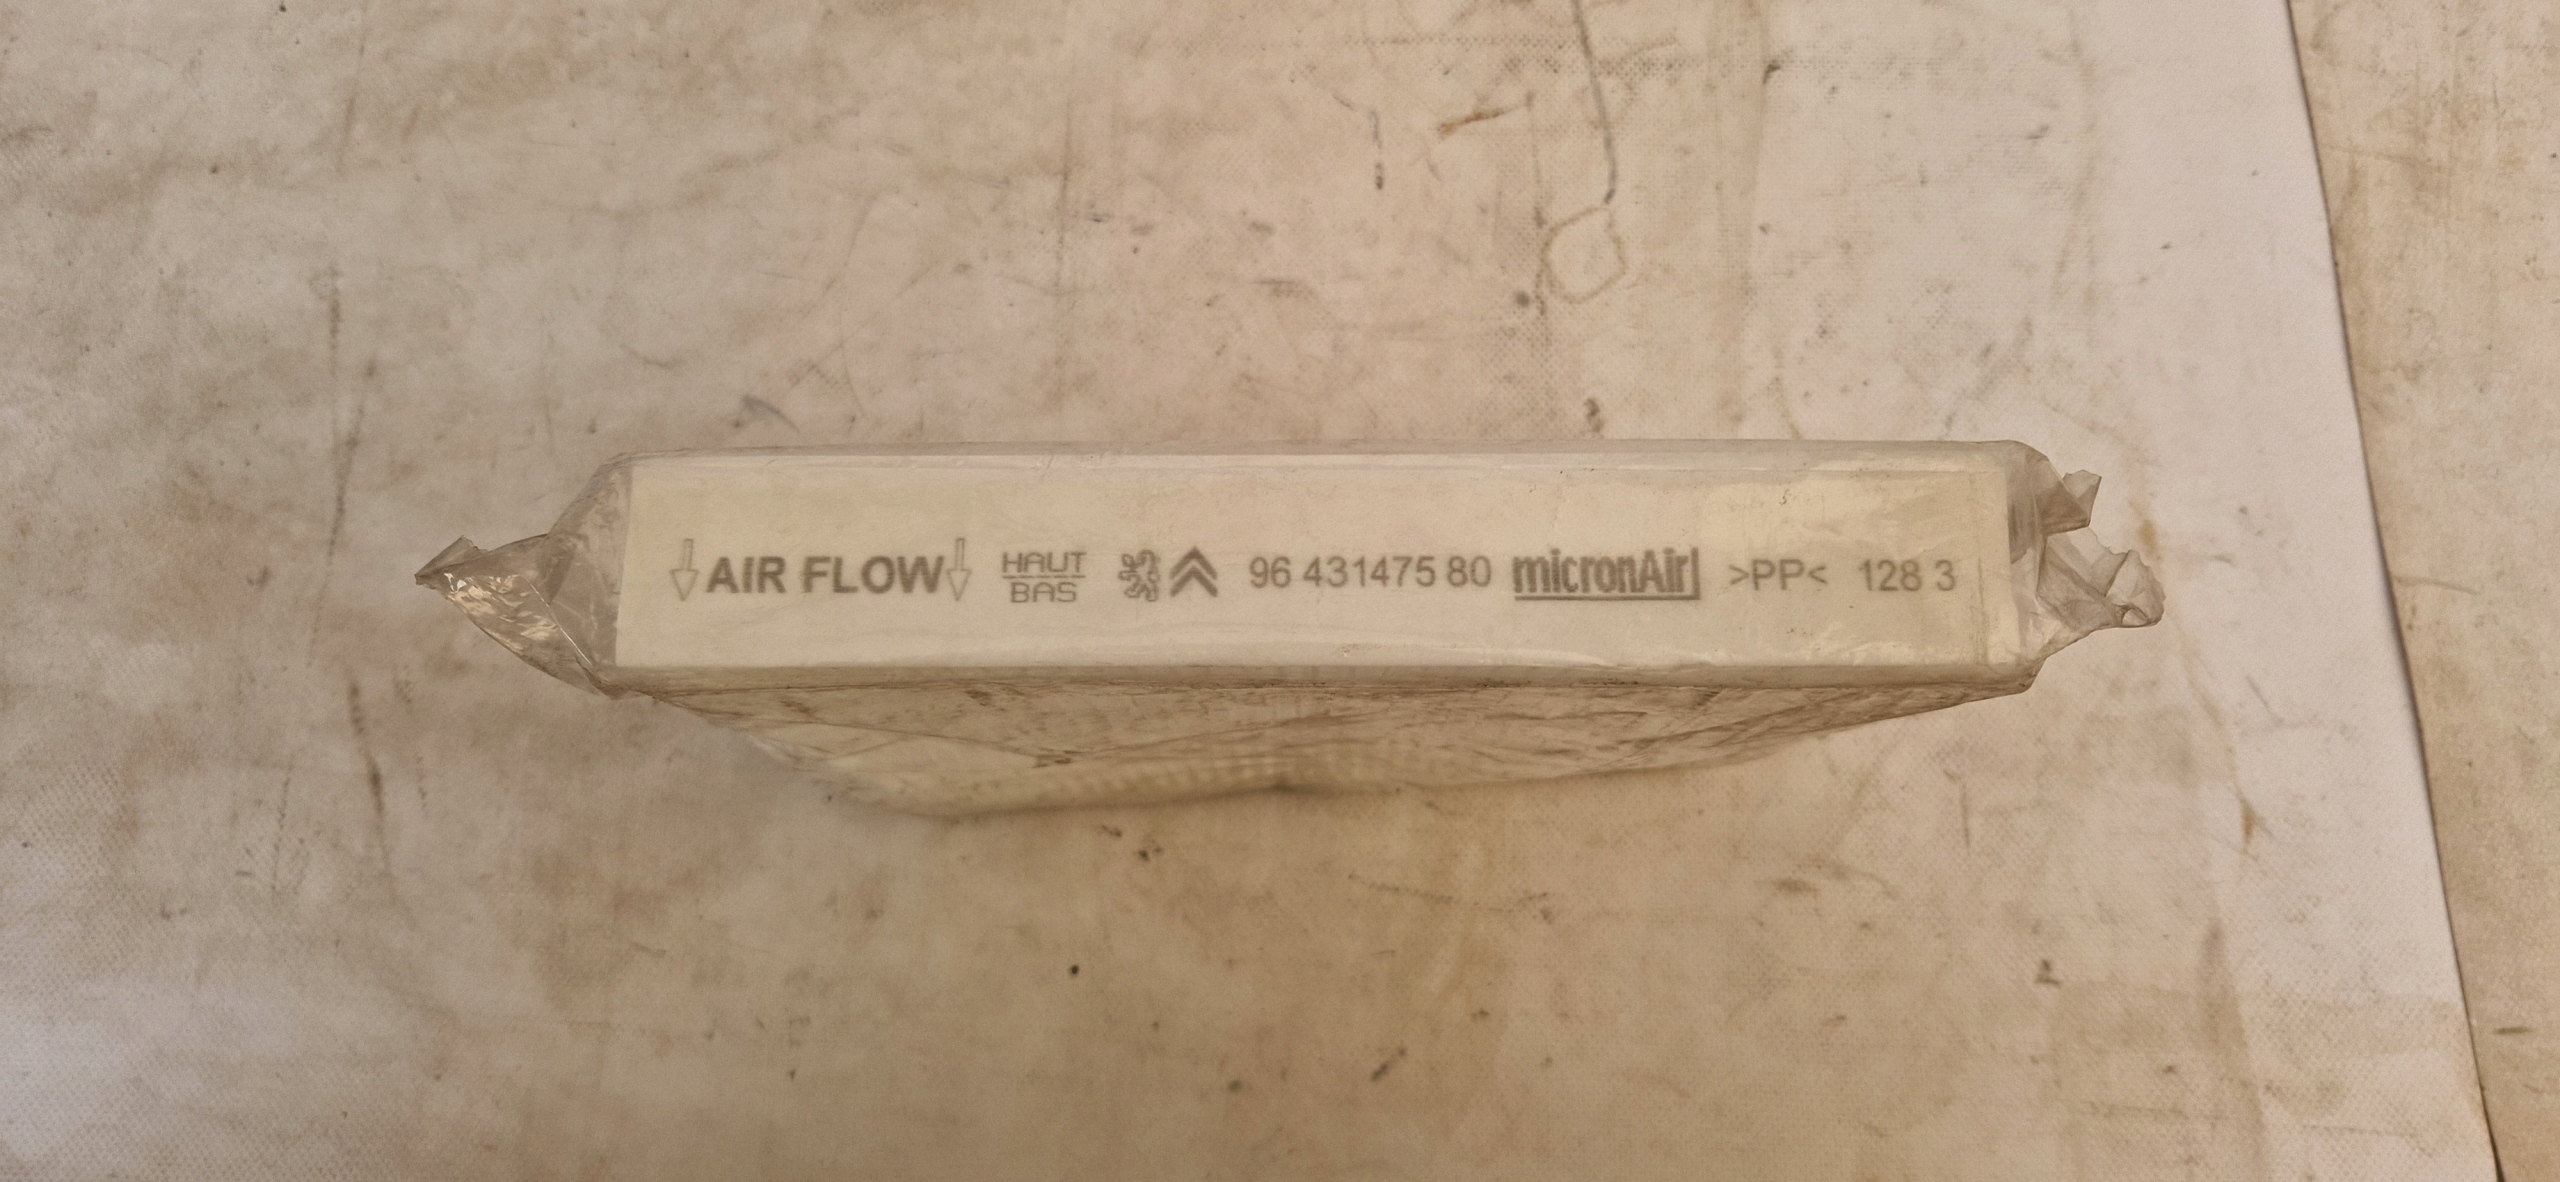 ↓AIR FLOW↓ HAUT 96 431475 80 micronAir >PP< 128 3
BAS